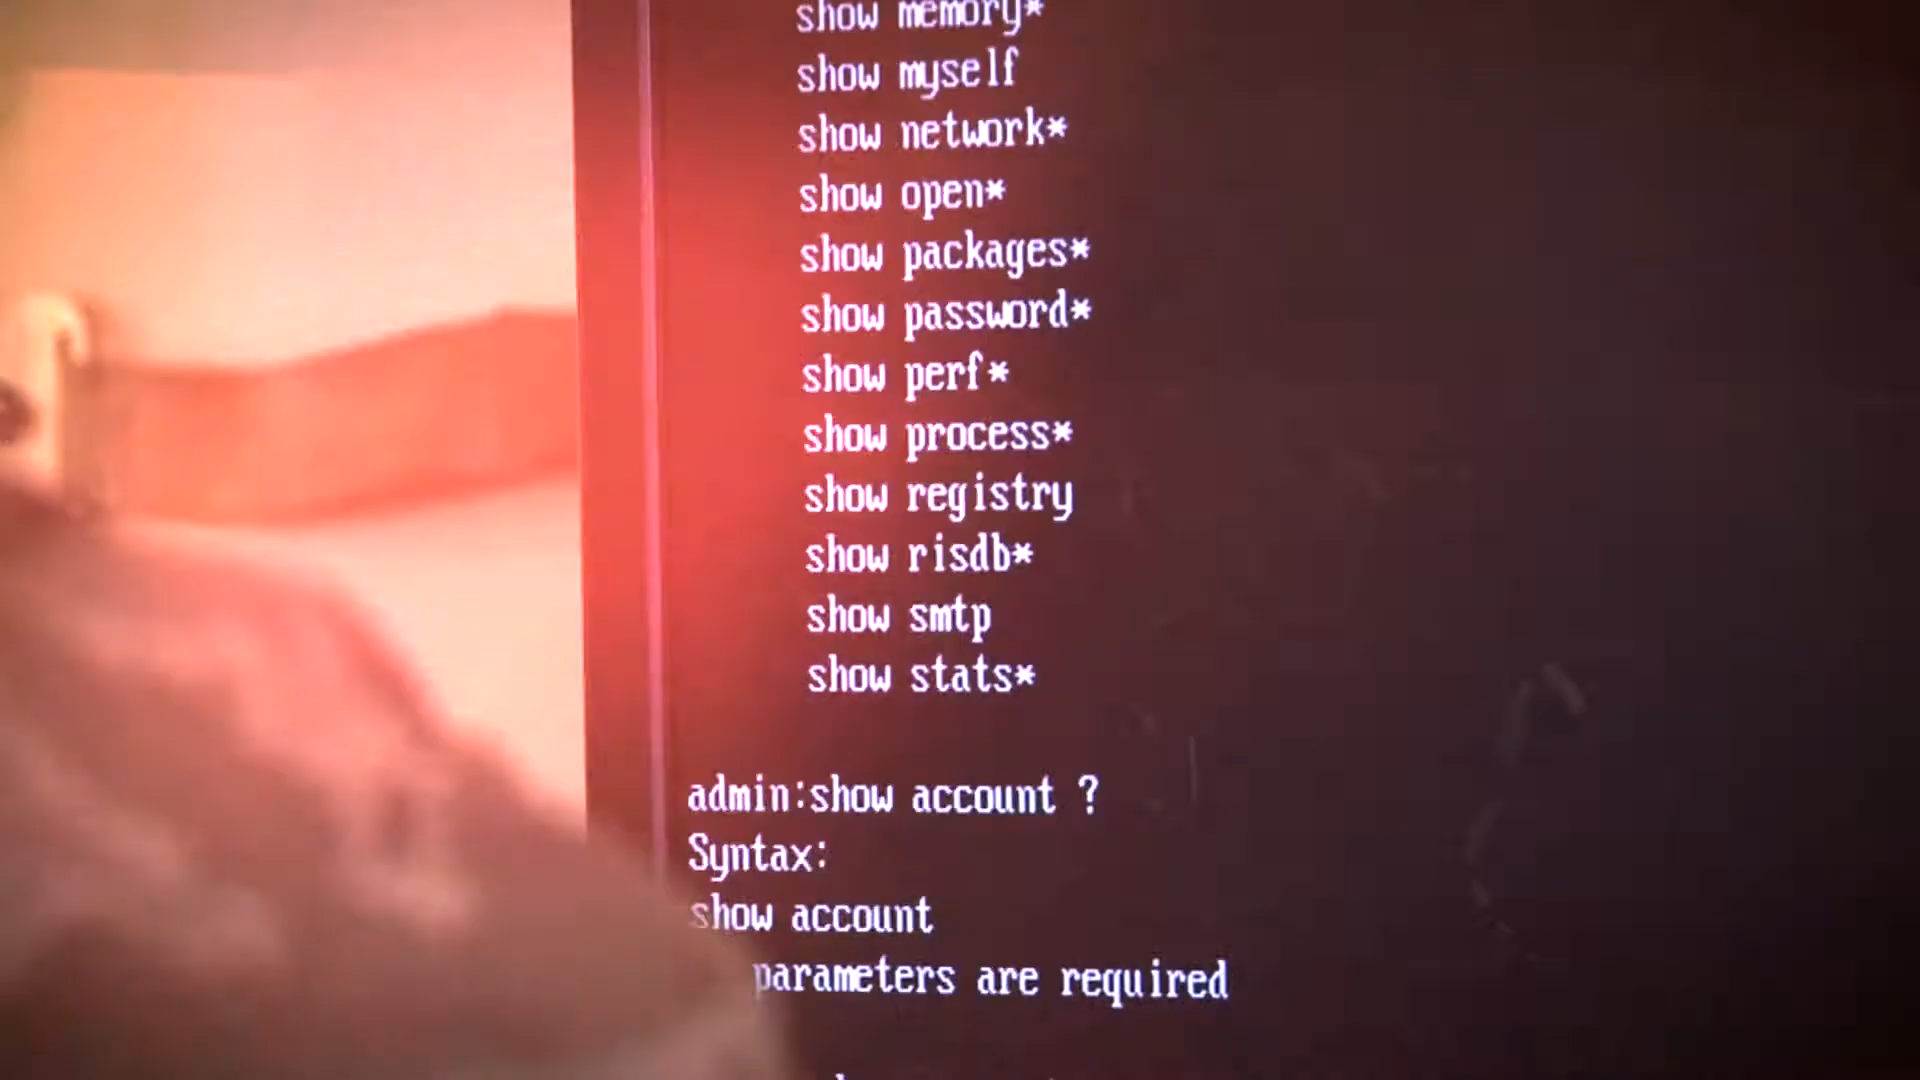 show memory*
show myself
show network*
show open*
show packages*
show password*
show perf*
show process*
show registry
show risdb*
show smtp
show stats*
admin:show account ?
Syntax:
show account
parameters are required